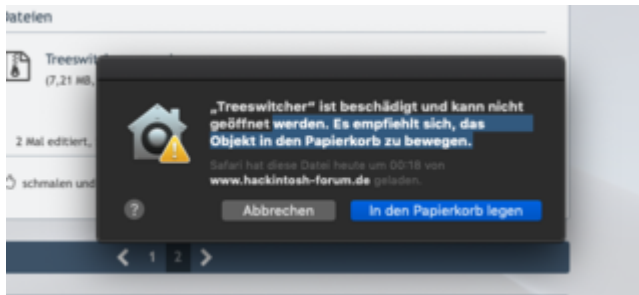 Dateien
Treeswit
(7,21 MB,
„Treeswitcher“ ist beschädigt und kann nicht
geöffnet werden. Es empfiehlt sich, das
Objekt in den Papierkorb zu bewegen.
Safari hat diese Datei heute um 00:18 von
www.hackintosh-forum.de geladen.
2 Mal editiert,
schmalen und
?
Abbrechen
In den Papierkorb legen
1 2